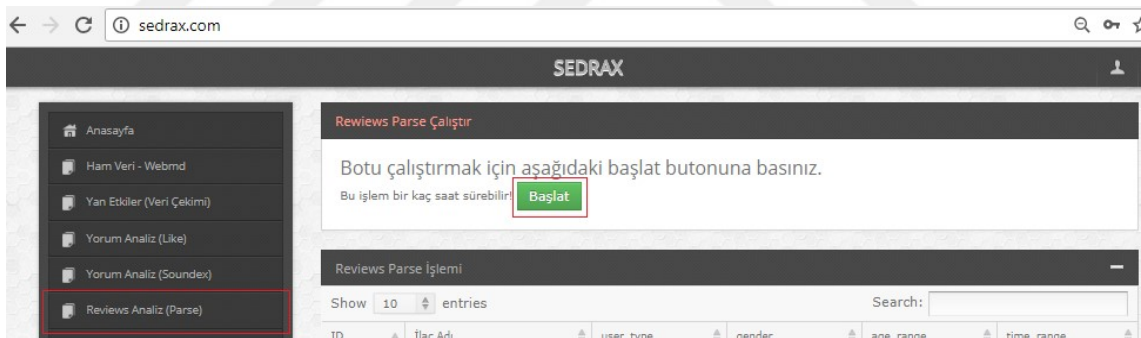 sedrax.com
SEDRAX
Anasayfa
Ham Veri - Webmd
Yan Etkiler (Veri Çekimi)
Yorum Analiz (Like)
Yorum Analiz (Soundex)
Reviews Analiz (Parse)
Rewiews Parse Çalıştır
Botu çalıştırmak için aşağıdaki başlat butonuna basınız.
Bu işlem bir kaç saat sürebilir! Başlat
Reviews Parse İşlemi
Show 10 entries Search:
ID İlaç Adı user_type gender age_range time_range